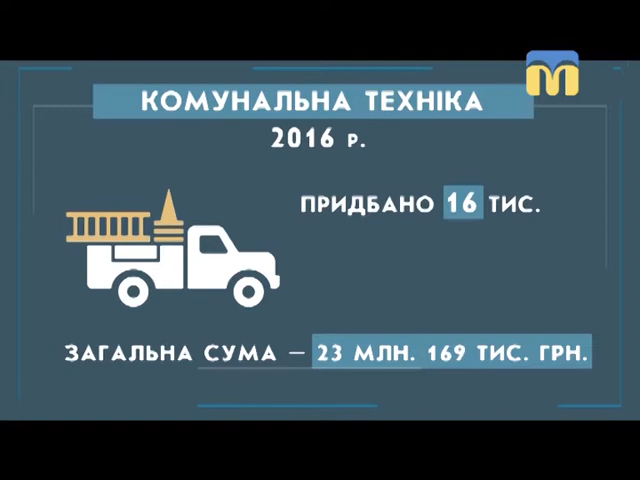 КОМУНАЛЬНА ТЕХНІКА
2016 р.
ПРИДБАНО 16 ТИС.
ЗАГАЛЬНА СУМА – 23 МЛН. 169 ТИС. ГРН.